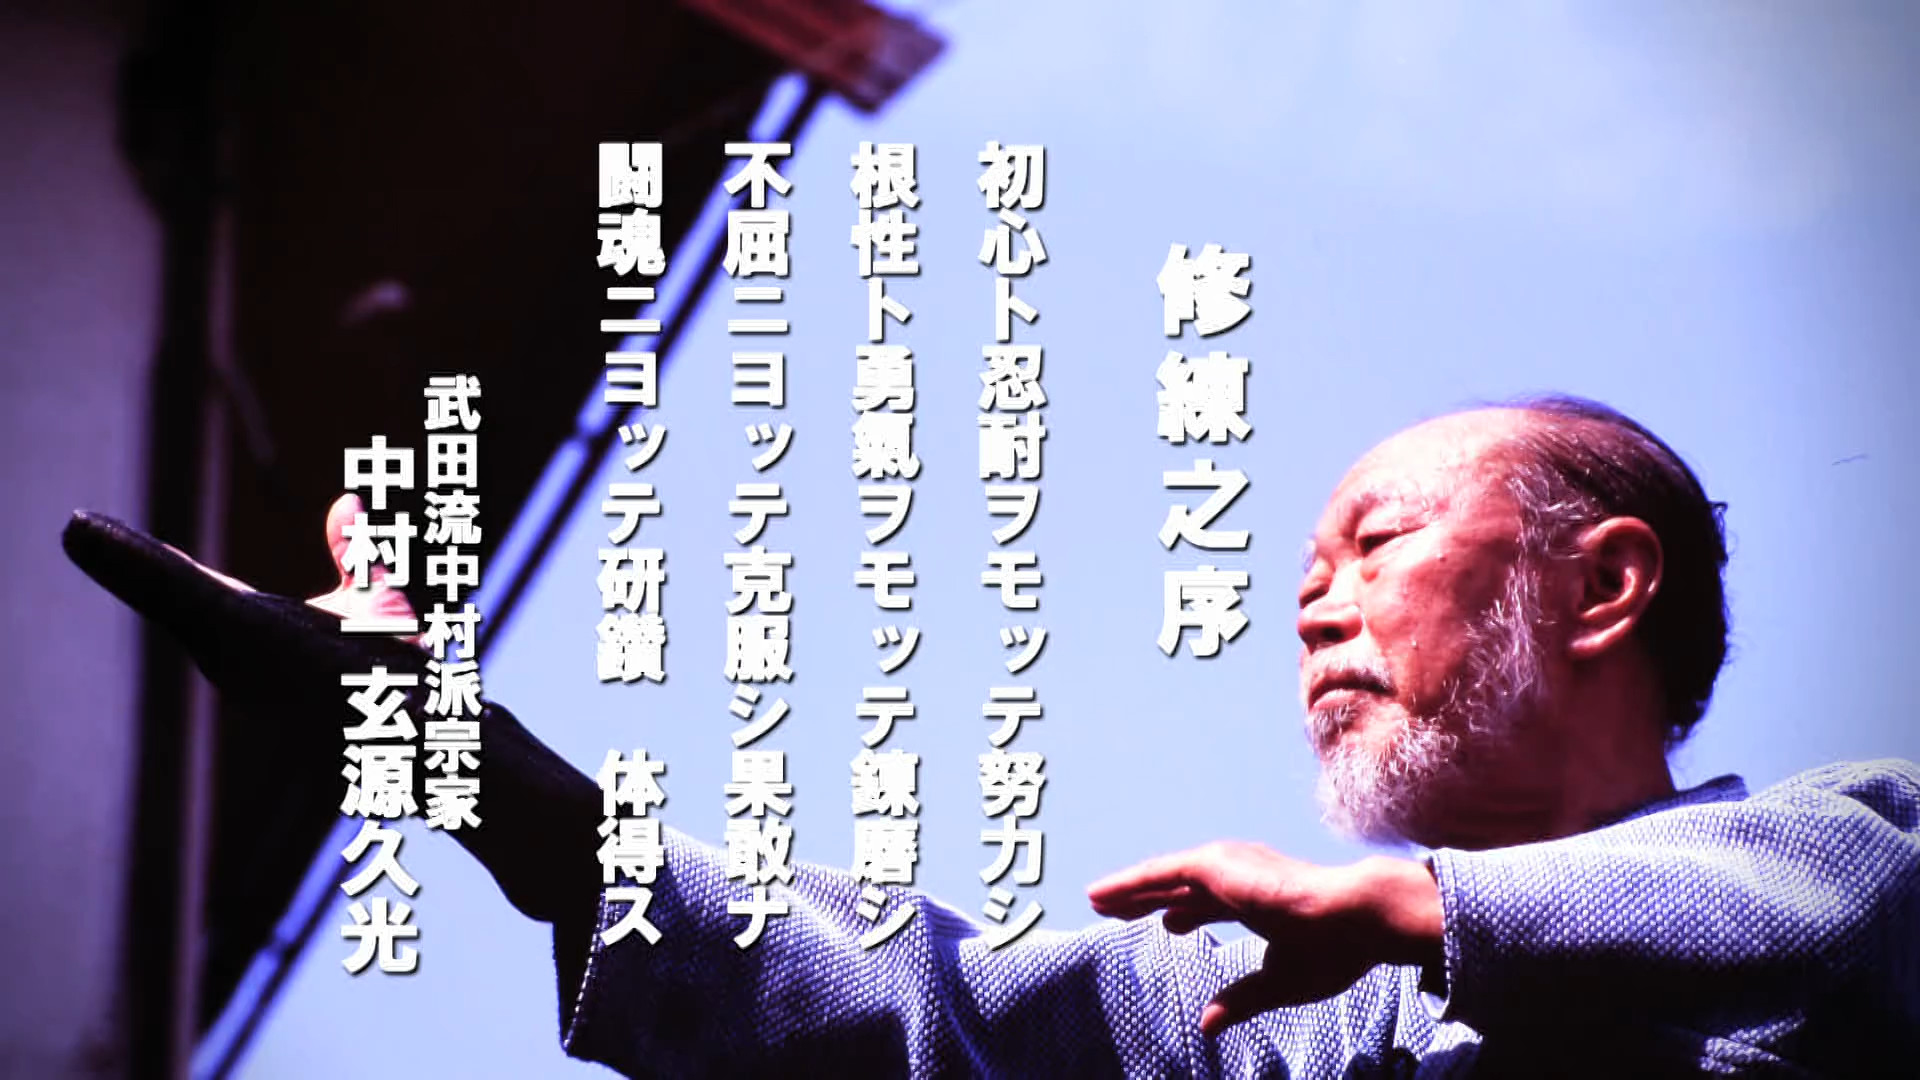 修練之序
初心ト忍耐ヲモッテ努力シ
根性ト勇氣ヲモッテ錬磨シ
不屈ニヨッテ克服シ果敢ナ
闘魂ニヨッテ研鑽　体得ス
武田流中村派宗家
中村一玄源久光